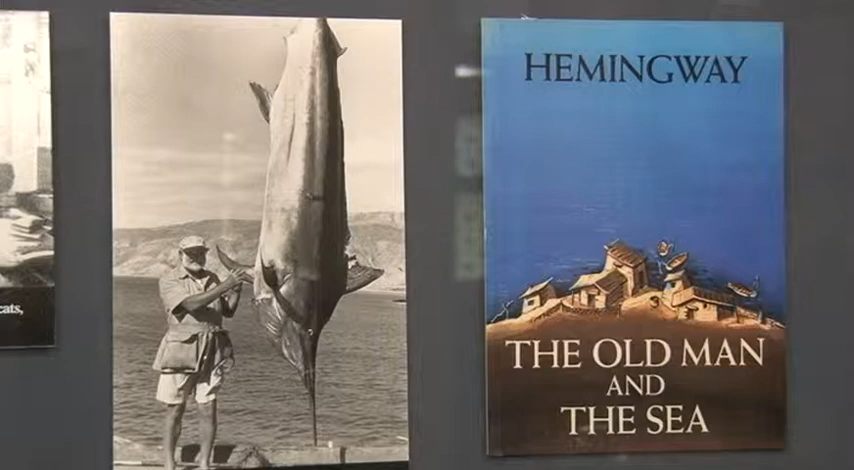 cats,
HEMINGWAY
THE OLD MAN
AND
THE SEA